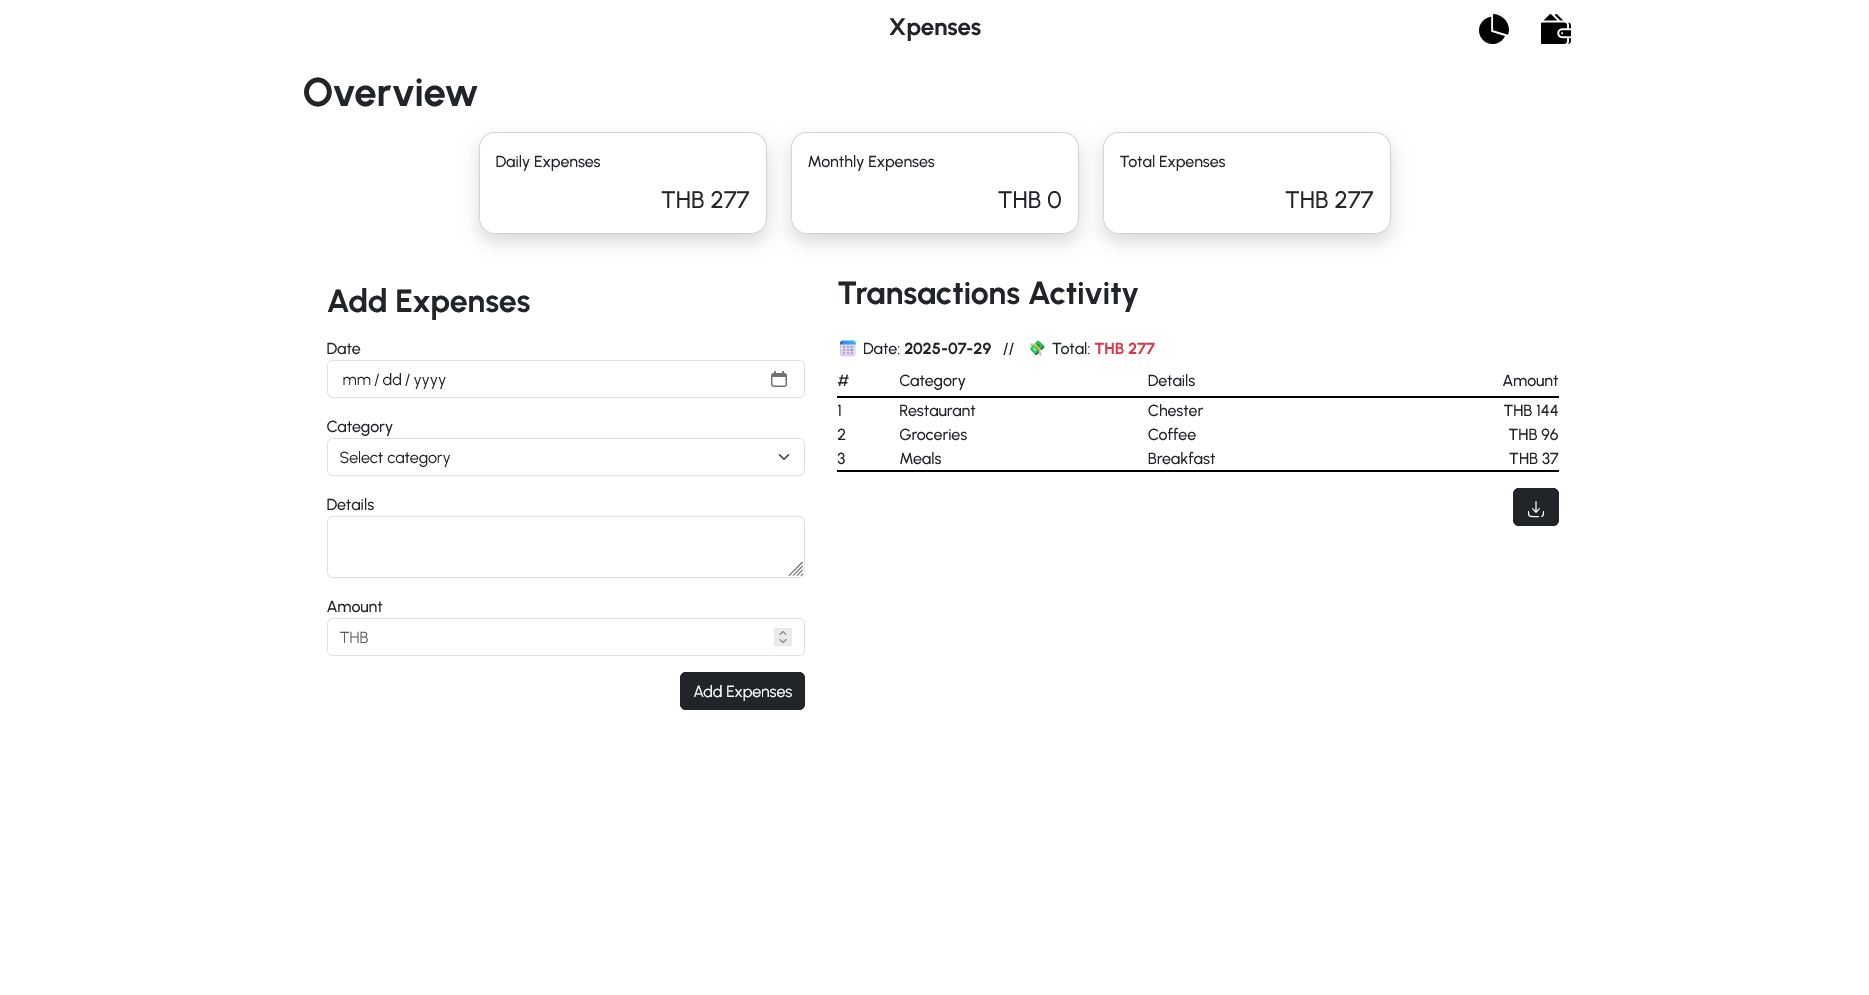 Xpenses
Overview
Daily Expenses
THB 277
Monthly Expenses
THB 0
Total Expenses
THB 277
Add Expenses
Date
mm / dd / yyyy
Category
Select category
Details
Amount
THB
Add Expenses
Transactions Activity
Date: 2025-07-29 // Total: THB 277
# Category Details Amount
1 Restaurant Chester THB 144
2 Groceries Coffee THB 96
3 Meals Breakfast THB 37